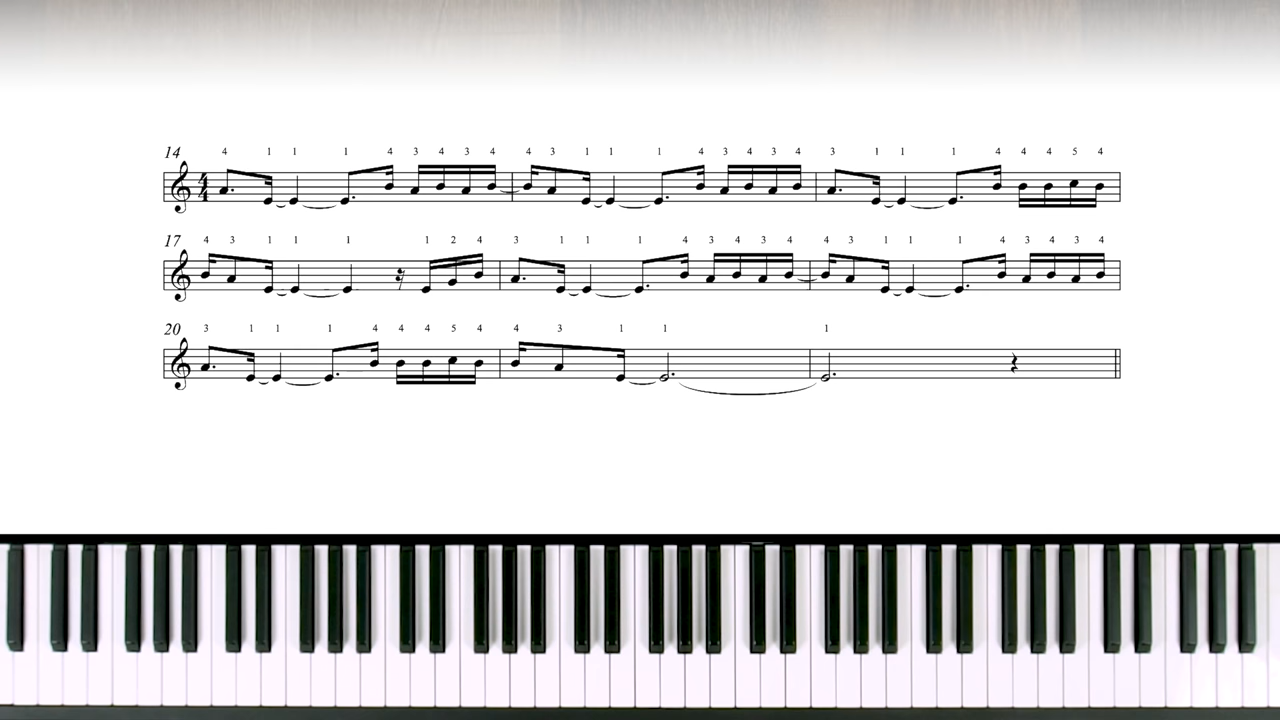 14 4 1 1 1 4 3 4 3 4 4 3 1 1 1 4 3 4 3 4 3 1 1 1 4 4 4 5 4
4 4
17 4 3 1 1 1 1 2 4 3 1 1 1 4 3 4 3 4 4 3 1 1 1 4 3 4 3 4
20 3 1 1 1 4 4 4 5 4 4 3 1 1 1